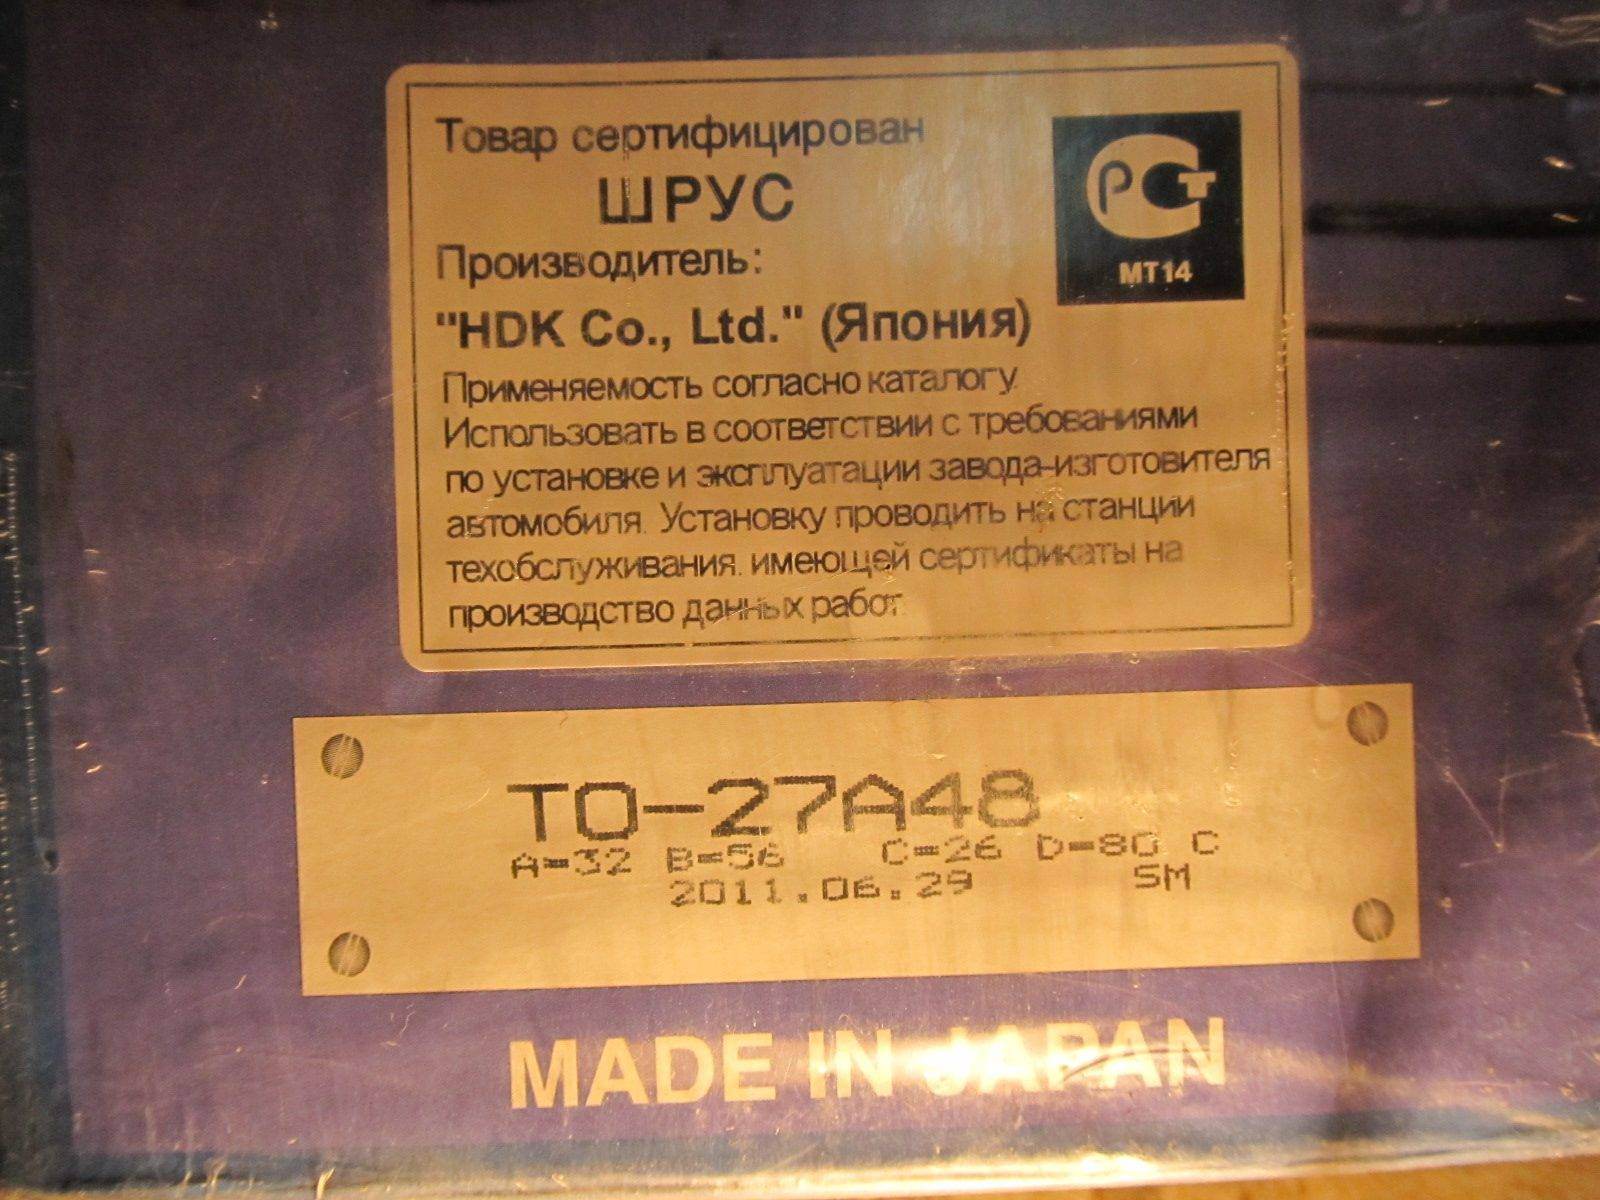 Товар сертифицирован
ШРУС
РСТ
МТ14
Производитель:
"HDK Co., Ltd." (Япония)
Применяемость согласно каталогу.
Использовать в соответствии с требованиями
по установке и эксплуатации завода-изготовителя
автомобиля. Установку проводить на станции
техобслуживания, имеющей сертификаты на
производство данных работ.
TO-27A48
A=32 B=56 C=26 D=80 C
2011.06.29 SM
MADE IN JAPAN